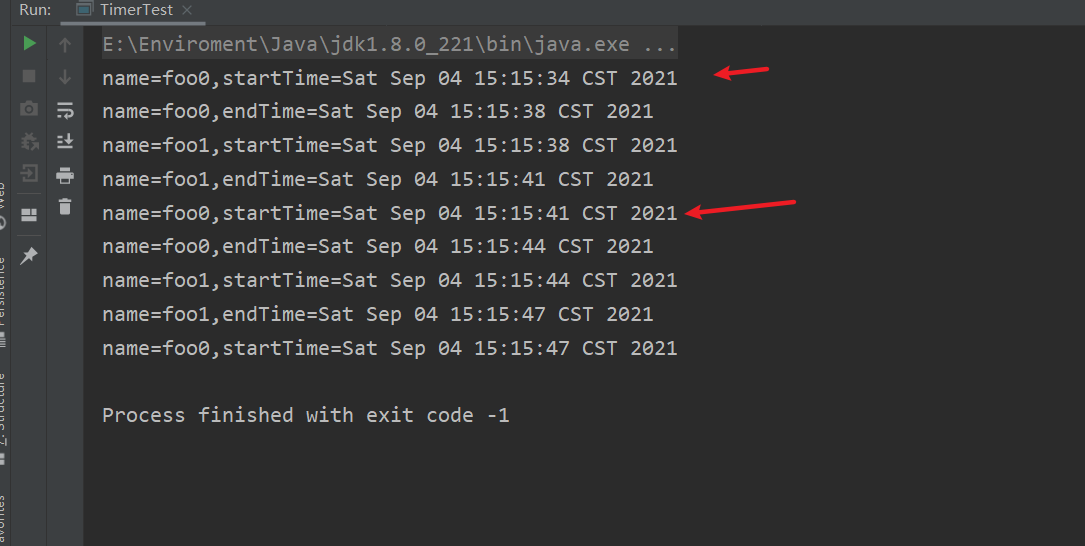 Run: TimerTest
E:\Enviroment\Java\jdk1.8.0_221\bin\java.exe ...
name=foo0,startTime=Sat Sep 04 15:15:34 CST 2021
name=foo0,endTime=Sat Sep 04 15:15:38 CST 2021
name=foo1,startTime=Sat Sep 04 15:15:38 CST 2021
name=foo1,endTime=Sat Sep 04 15:15:41 CST 2021
name=foo0,startTime=Sat Sep 04 15:15:41 CST 2021
name=foo0,endTime=Sat Sep 04 15:15:44 CST 2021
name=foo1,startTime=Sat Sep 04 15:15:44 CST 2021
name=foo1,endTime=Sat Sep 04 15:15:47 CST 2021
name=foo0,startTime=Sat Sep 04 15:15:47 CST 2021
Process finished with exit code -1
Web
Persistence
7: Structure
avorites